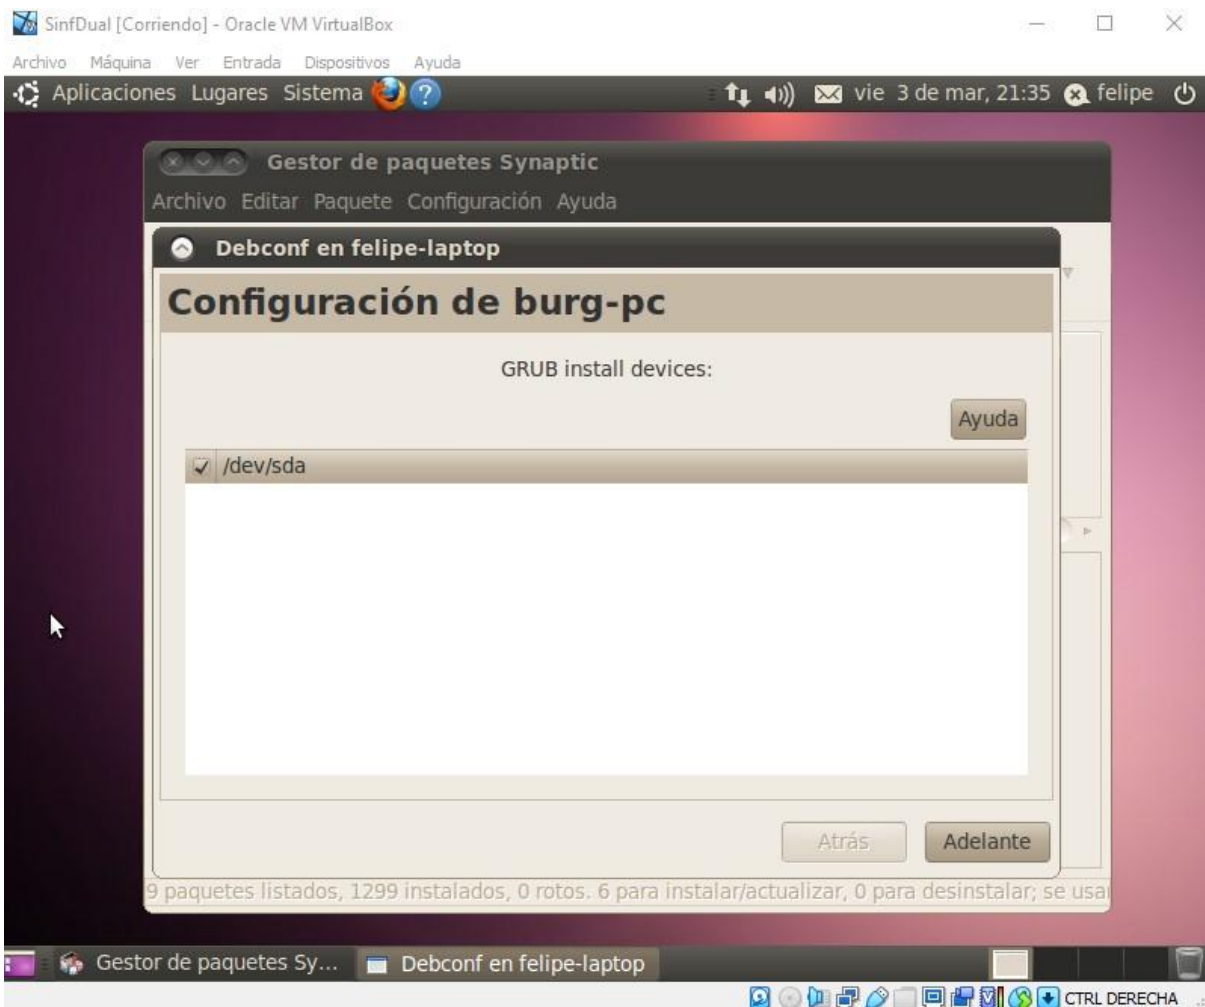 SinfDual [Corriendo] - Oracle VM VirtualBox
Archivo Máquina Ver Entrada Dispositivos Ayuda
Aplicaciones Lugares Sistema ? vie 3 de mar, 21:35 felipe
Gestor de paquetes Synaptic
Archivo Editar Paquete Configuración Ayuda
Debconf en felipe-laptop
Configuración de burg-pc
GRUB install devices:
Ayuda
/dev/sda
Atrás Adelante
9 paquetes listados, 1299 instalados, 0 rotos. 6 para instalar/actualizar, 0 para desinstalar; se usar
Gestor de paquetes Sy... Debconf en felipe-laptop
CTRL DERECHA